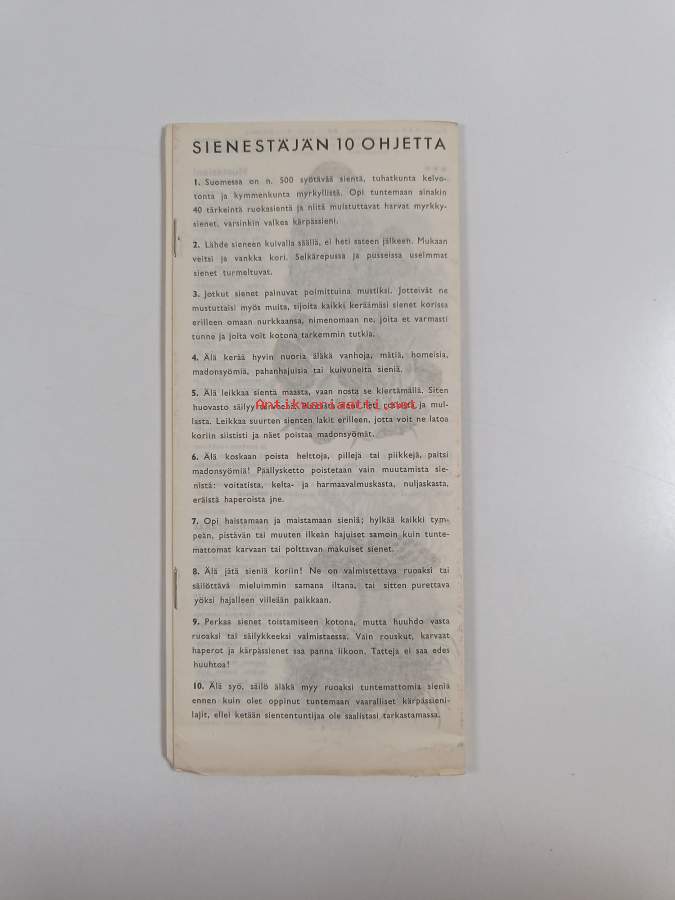 SIENESTÄJÄN 10 OHJETTA
1. Suomessa on n. 500 syötävää sientä, tuhatkunta kelvo-
tonta ja kymmenkunta myrkyllistä. Opi tuntemaan ainakin
40 tärkeintä ruokasientä ja niitä muistuttavat harvat myrkky-
sienet, varsinkin valkea kärpässieni.
2. Lähde sieneen kuivalla säällä, ei heti sateen jälkeen. Mukaan
veitsi ja vankka kori. Selkärepussa ja pusseissa useimmat
sienet turmeltuvat.
3. Jotkut sienet painuvat poimittuina mustiksi. Jotteivät ne
mustuttaisi myös muita, sijoita kaikki keräämäsi sienet korissa
erilleen omaan nurkkaansa, nimenomaan ne, joita et varmasti
tunne ja joita voit kotona tarkemmin tutkia.
4. Älä kerää hyvin nuoria äläkä vanhoja, mätiä, homeisia,
madonsyömiä, pahanhajuisia tai kuivuneita sieniä.
5. Älä leikkaa sientä maasta, vaan nosta se kiertämällä. Siten
huovasto säilyy
Antikvariaatti.net
ja mul-
lasta. Leikkaa suurten sienten lakit erilleen, jotta voit ne latoa
koriin siististi ja näet poistaa madonsyömät.
6. Älä koskaan poista helttoja, pillejä tai piikkejä, paitsi
madonsyömiä! Päällysketto poistetaan vain muutamista sie-
nistä: voitatista, kelta- ja harmaavalmuskasta, nuljaskasta,
eräistä haperoista jne.
7. Opi haistamaan ja maistamaan sieniä; hylkää kaikki tym-
peän, pistävän tai muuten ilkeän hajuiset samoin kuin tunte-
mattomat karvaan tai polttavan makuiset sienet.
8. Älä jätä sieniä koriin! Ne on valmistettava ruoaksi tai
säilöttävä mieluimmin samana iltana, tai sitten purettava
yöksi hajalleen viileään paikkaan.
9. Perkaa sienet toistamiseen kotona, mutta huuhdo vasta
ruoaksi tai säilykkeeksi valmistaessa. Vain rouskut, karvaat
haperot ja kärpässienet saa panna likoon. Tatteja ei saa edes
huuhtoa!
10. Älä syö, säilö äläkä myy ruoaksi tuntemattomia sieniä
ennen kuin olet oppinut tuntemaan vaaralliset kärpässieni-
lajit, ellei ketään siententuntijaa ole saalistasi tarkastamassa.